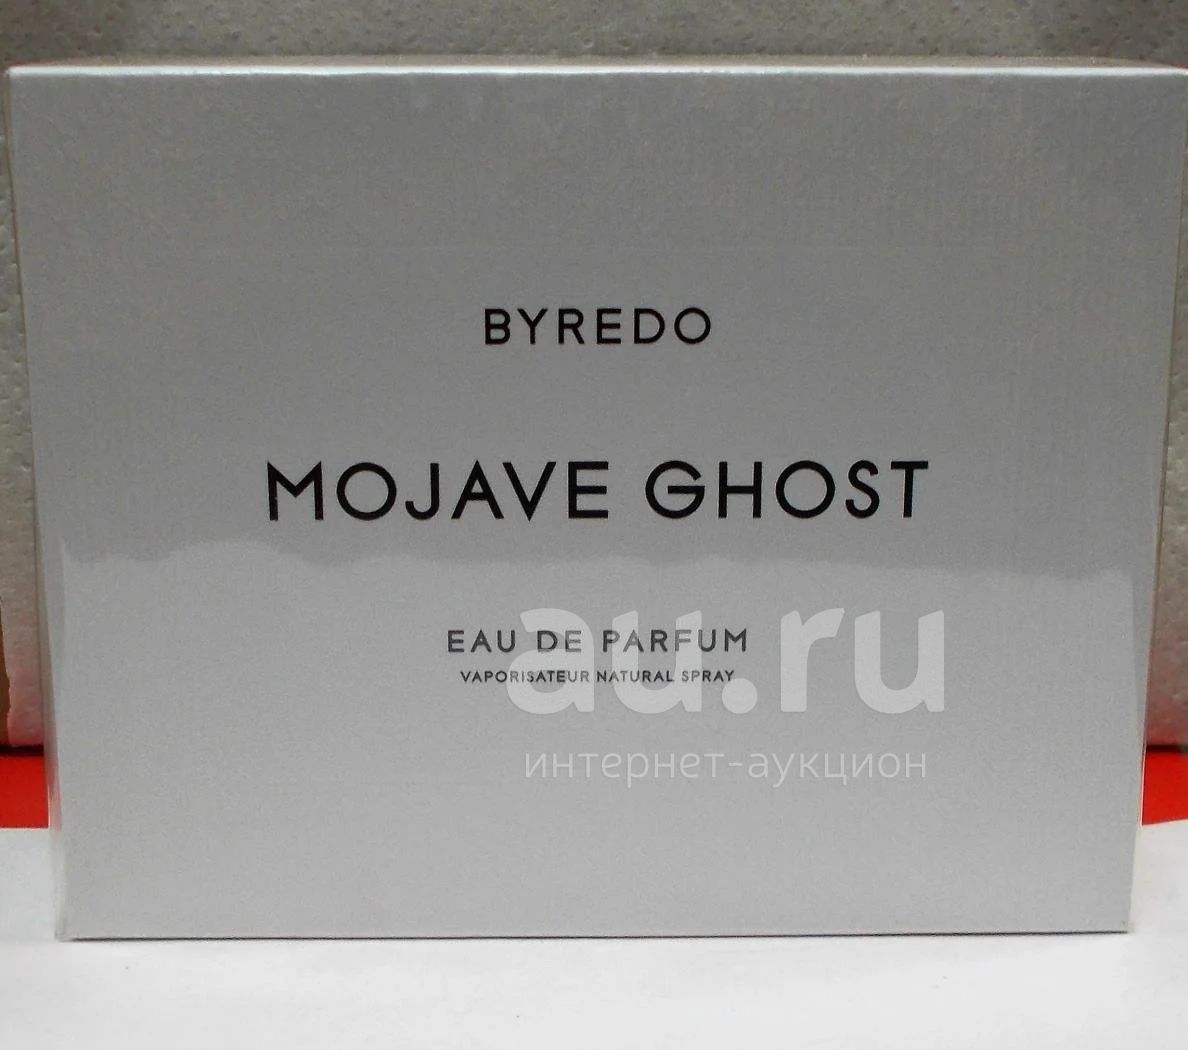 BYREDO
MOJAVE GHOST
EAU DE PARFUM
VAPORISATEUR NATURAL SPRAY
au.ru
интернет-аукцион